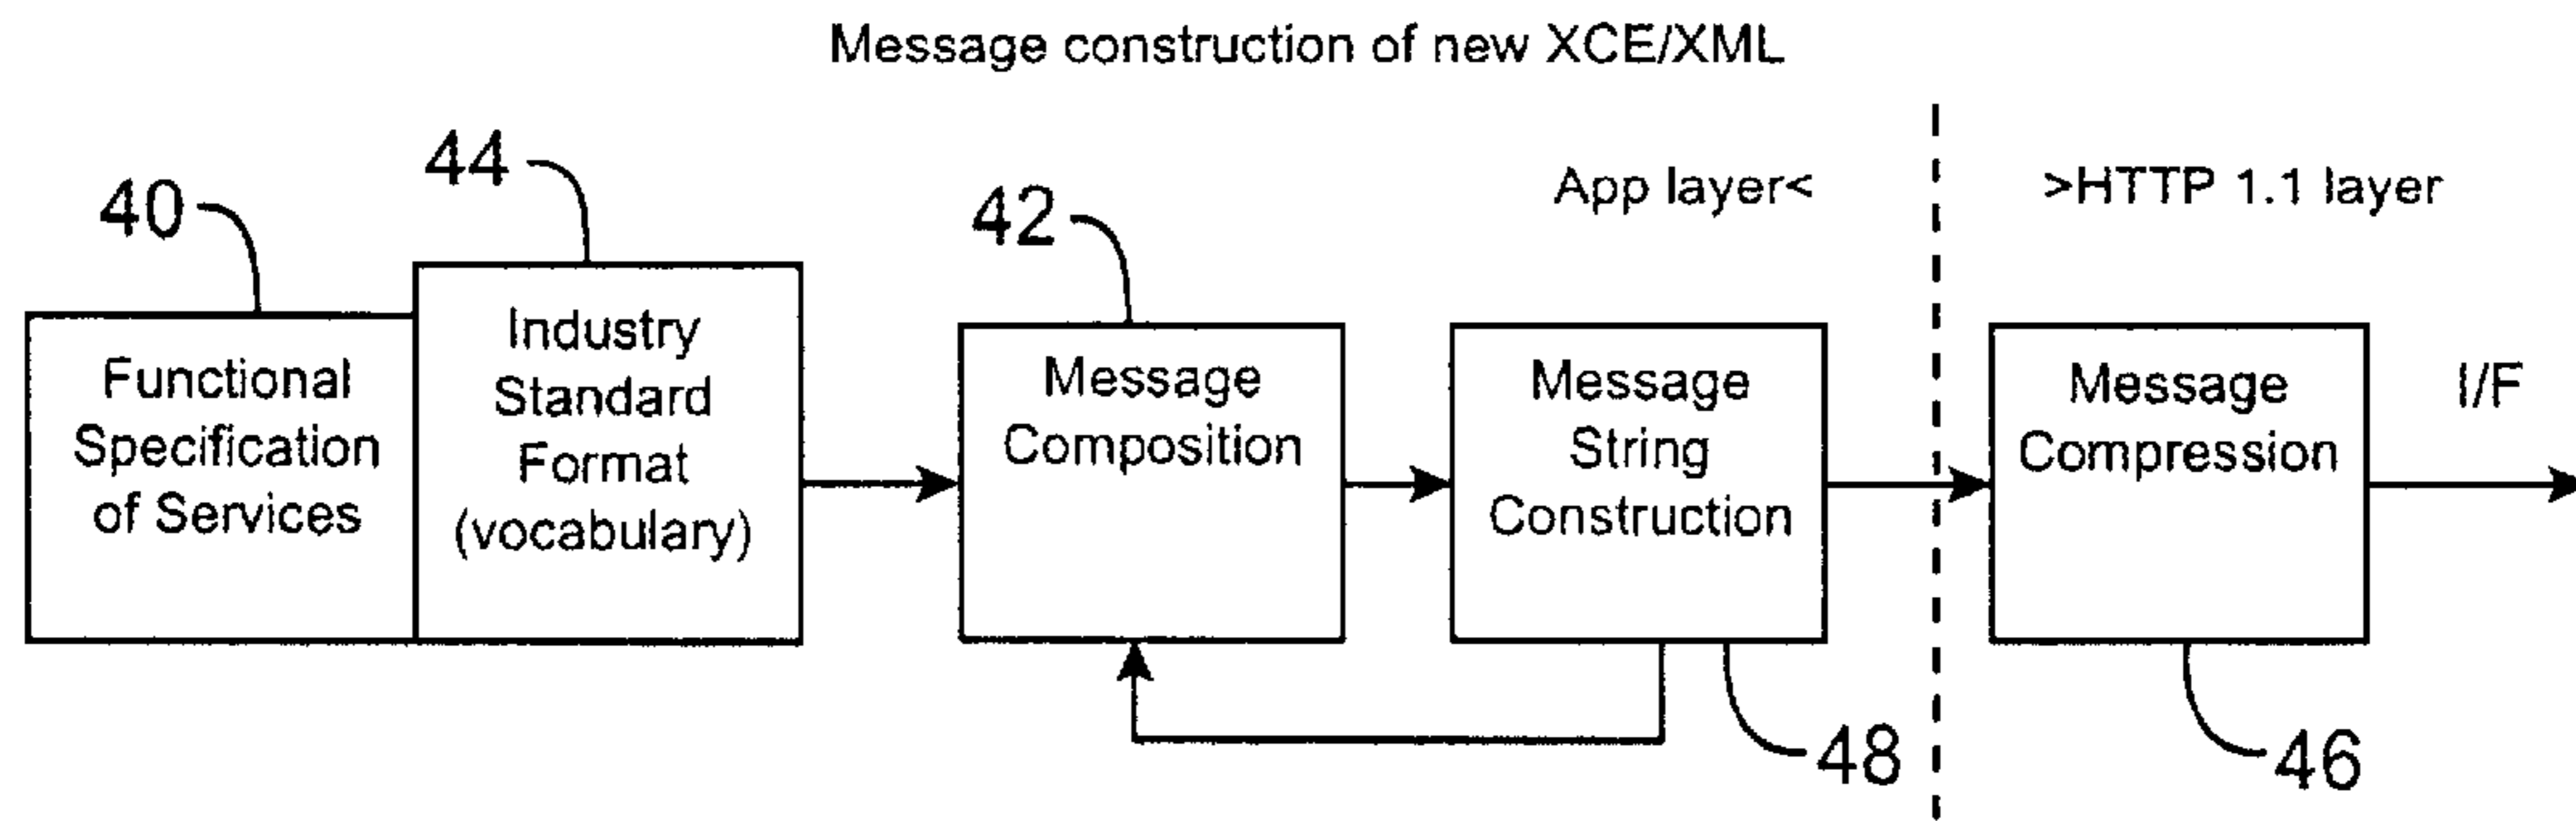 Message construction of new XCE/XML
App layer<
>HTTP 1.1 layer
40
44
42
Functional
Specification
of Services
Industry
Standard
Format
(vocabulary)
Message
Composition
Message
String
Construction
Message
Compression
I/F
48
46